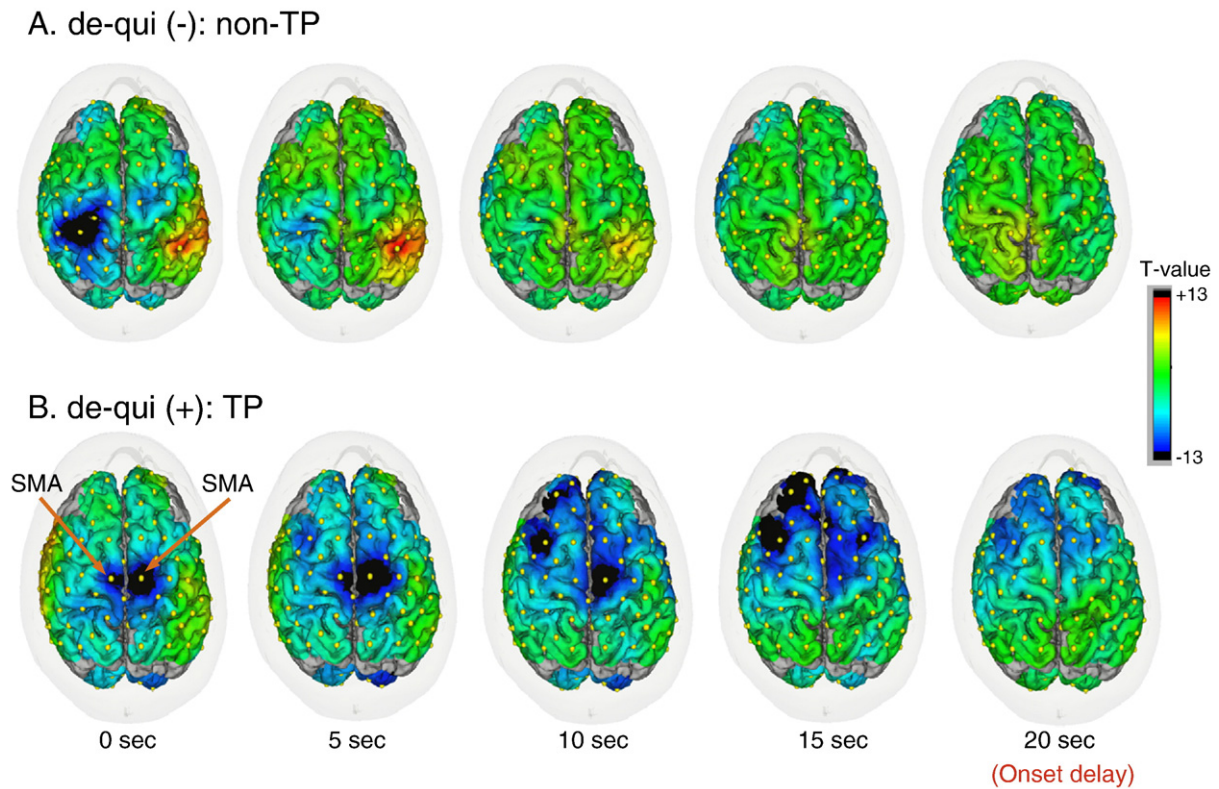 A. de-qui (-): non-TP
T-value
+13
-13
B. de-qui (+): TP
SMA SMA
0 sec 5 sec 10 sec 15 sec 20 sec
(Onset delay)